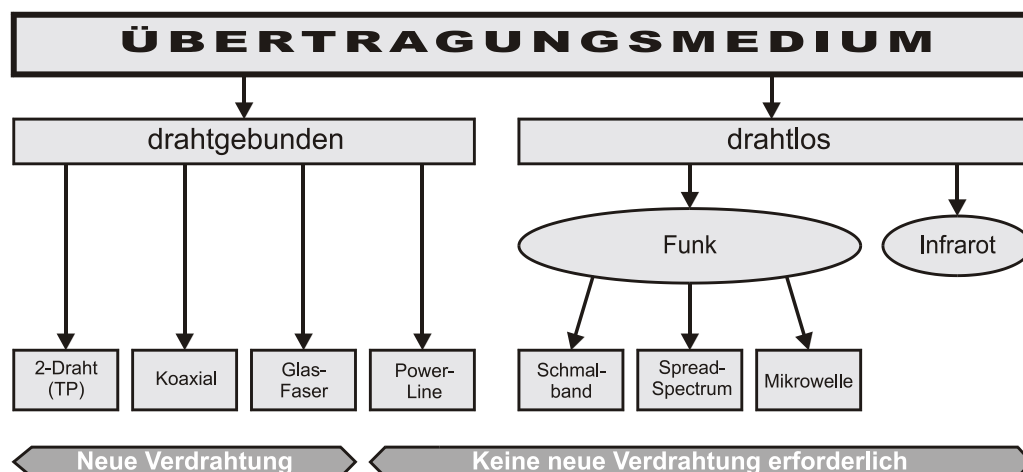 ÜBERTRAGUNGSMEDIUM
drahtgebunden
drahtlos
Funk
Infrarot
2-Draht
(TP)
Koaxial
Glas-
Faser
Power-
Line
Schmal-
band
Spread-
Spectrum
Mikrowelle
Neue Verdrahtung
Keine neue Verdrahtung erforderlich